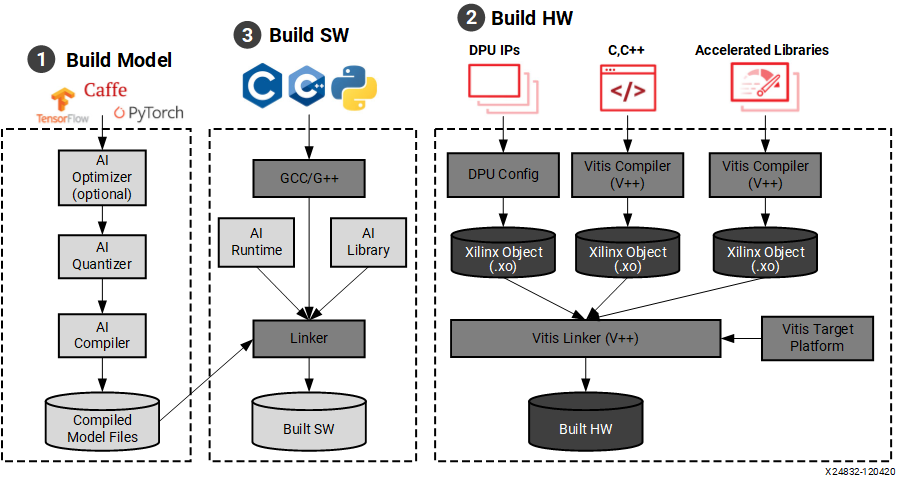 1 Build Model
TensorFlow
Caffe
PyTorch
AI
Optimizer
(optional)
AI
Quantizer
AI
Compiler
Compiled
Model Files
3 Build SW
C
C++
GCC/G++
AI
Runtime
AI
Library
Linker
Built SW
2 Build HW
DPU IPs
C,C++
</>
Accelerated Libraries
DPU Config
Vitis Compiler
(V++)
Vitis Compiler
(V++)
Xilinx Object
(.xo)
Xilinx Object
(.xo)
Xilinx Object
(.xo)
Vitis Linker (V++)
Vitis Target
Platform
Built HW
X24832-120420